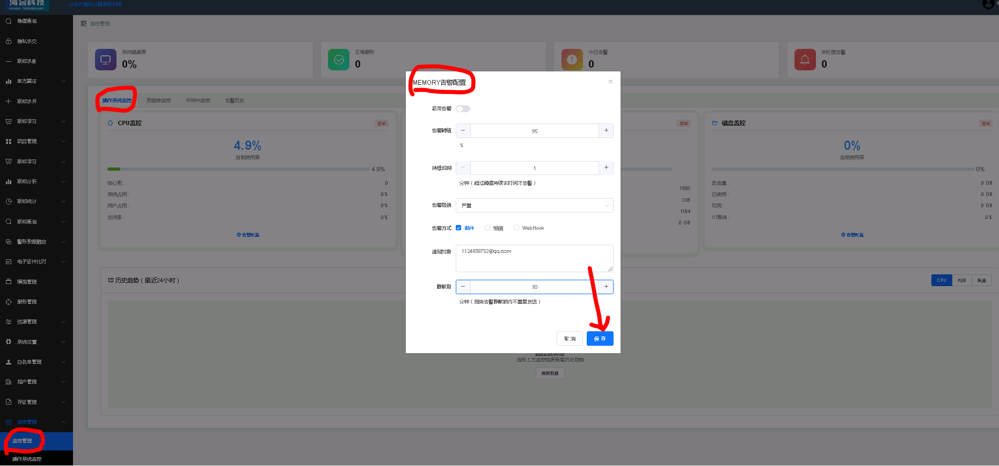 海会科技
HAIHUI TECHNOLOGY
分布式隐私计算服务网络
隐匿查询
隐私求交
联邦求差
单方算法
联邦求并
联邦学习
项目管理
联邦学习
联邦分析
联邦统计
联邦查询
警务数据融合
电子证件比对
模型管理
服务管理
资源管理
系统设置
白名单管理
租户管理
存证管理
监控管理
监控管理
操作系统监控
监控管理
系统健康度
0%
正常服务
0
今日告警
0
未处理告警
0
操作系统监控
数据库监控
中间件监控
告警历史
CPU监控
异常
4.9%
当前使用率
4.9%
核心数：
0
系统占用：
0%
用户占用：
0%
空闲率：
0%
告警配置
异常
1500
336
1164
0 GB
磁盘监控
异常
0%
当前使用率
0%
总容量：
0 GB
已使用：
0 GB
可用：
0 GB
IO等待：
0%
告警配置
历史趋势（最近24小时）
CPU
内存
磁盘
监控趋势图
选择上方监控维度查看历史趋势
刷新数据
MEMORY告警配置
启用告警
告警阈值
95
%
持续时间
1
分钟（超过阈值持续该时间才告警）
告警级别
严重
告警方式
邮件
短信
WebHook
通知对象
1124658752@qq.com
静默期
30
分钟（同类告警静默期内不重复发送）
取 消
保 存